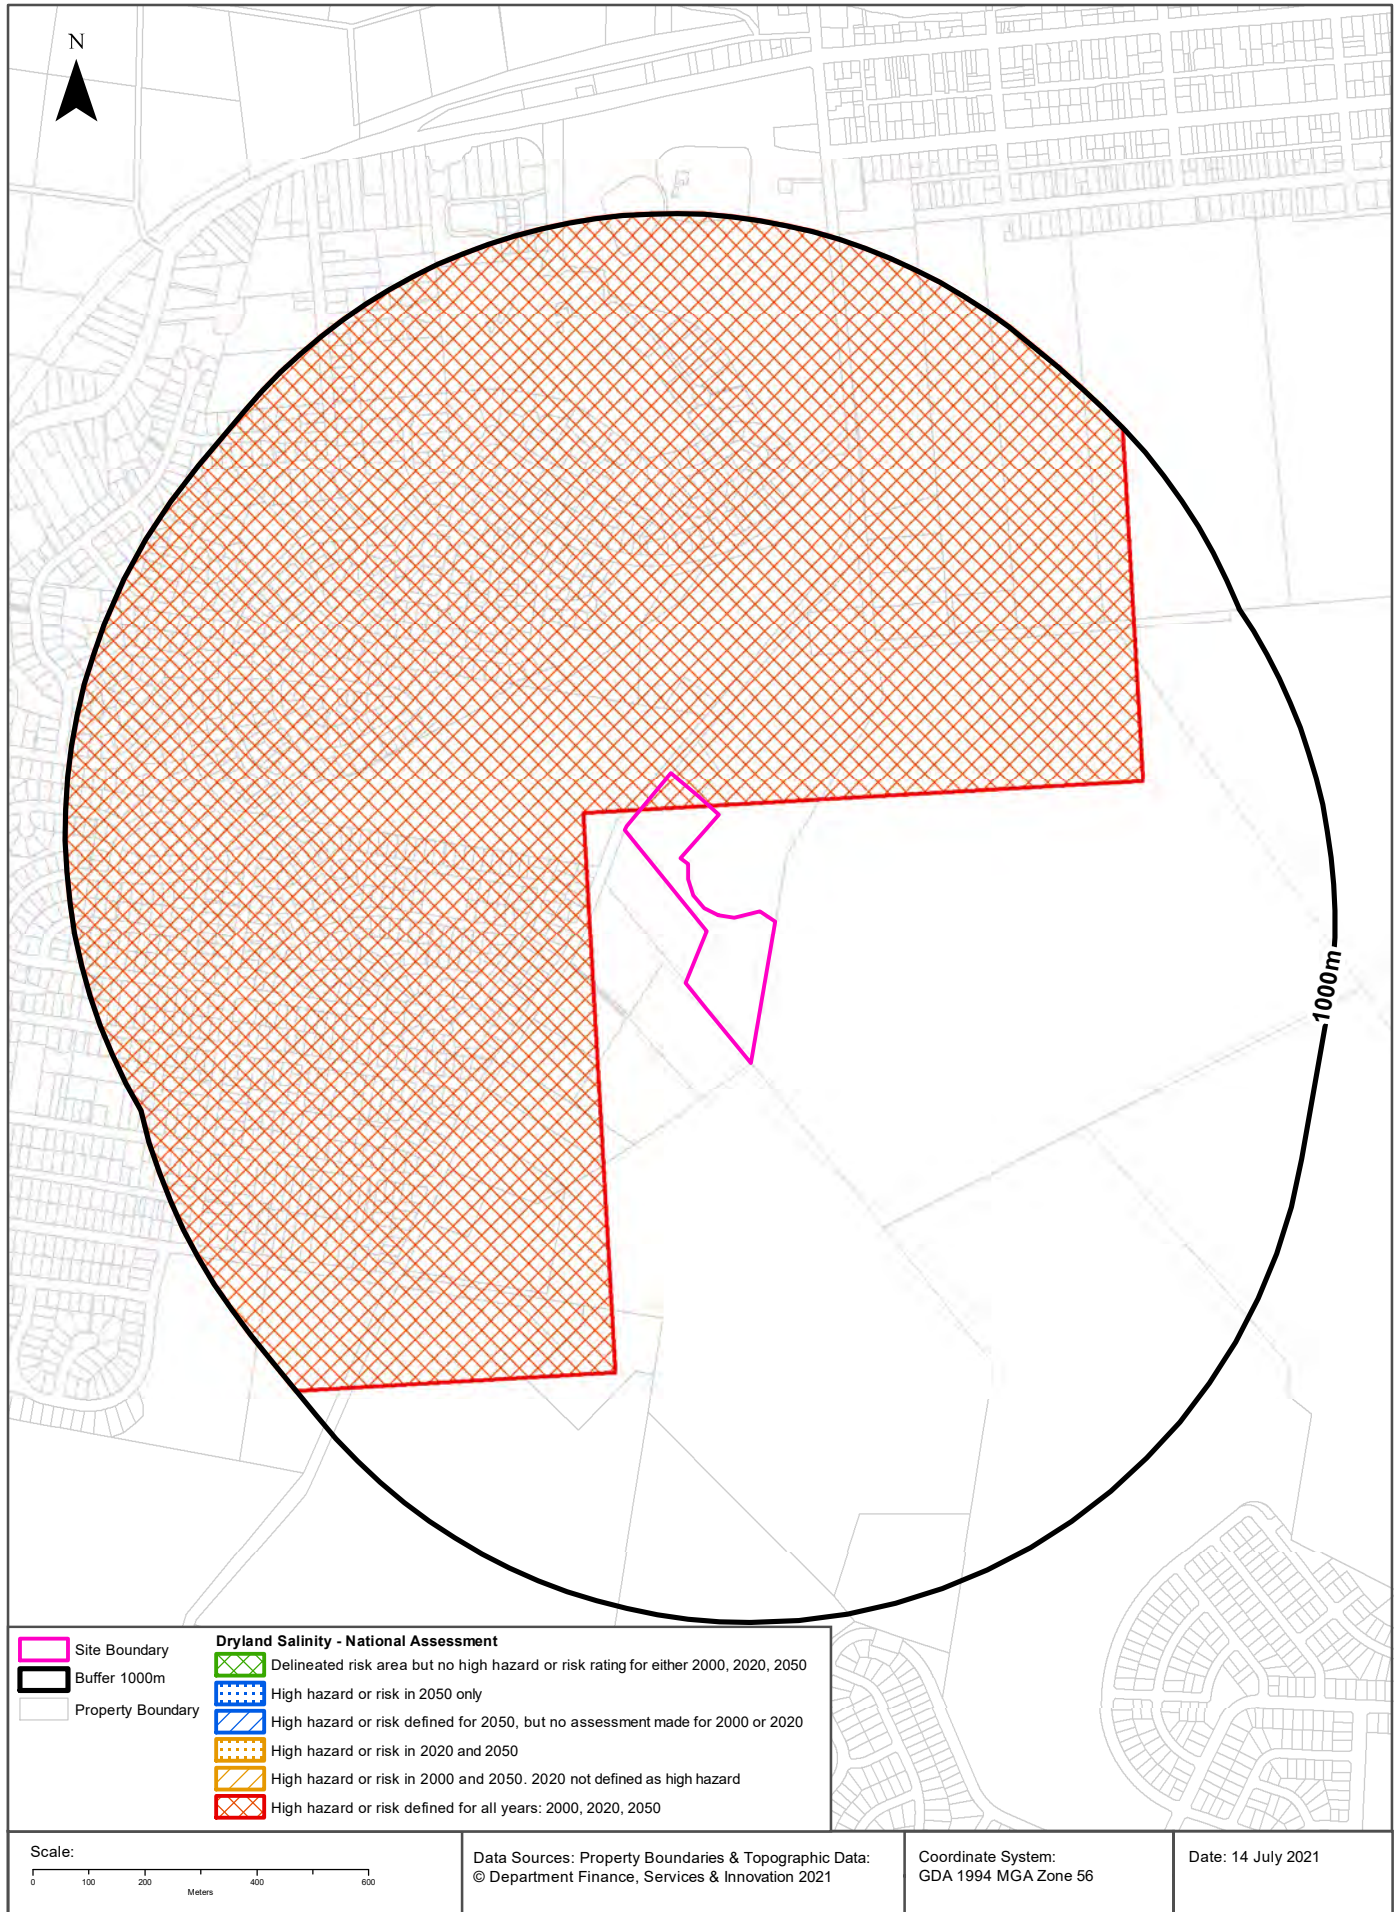 N
1000m
Site Boundary
Buffer 1000m
Property Boundary
Dryland Salinity - National Assessment
Delineated risk area but no high hazard or risk rating for either 2000, 2020, 2050
High hazard or risk in 2050 only
High hazard or risk defined for 2050, but no assessment made for 2000 or 2020
High hazard or risk in 2020 and 2050
High hazard or risk in 2000 and 2050. 2020 not defined as high hazard
High hazard or risk defined for all years: 2000, 2020, 2050
Scale:
0 100 200 400 600
Meters
Data Sources: Property Boundaries & Topographic Data:
© Department Finance, Services & Innovation 2021
Coordinate System:
GDA 1994 MGA Zone 56
Date: 14 July 2021